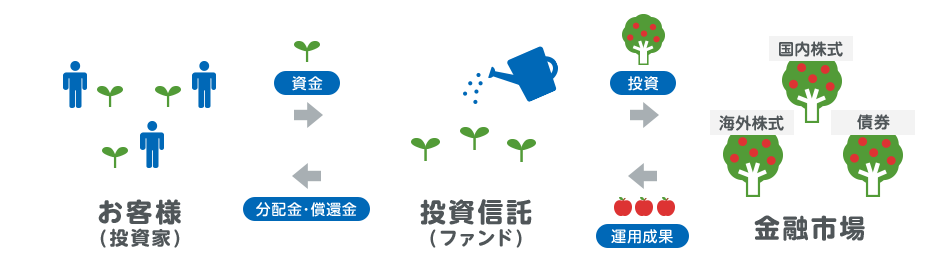 資金
投資
国内株式
海外株式
債券
お客様
(投資家)
分配金・償還金
投資信託
(ファンド)
運用成果
金融市場